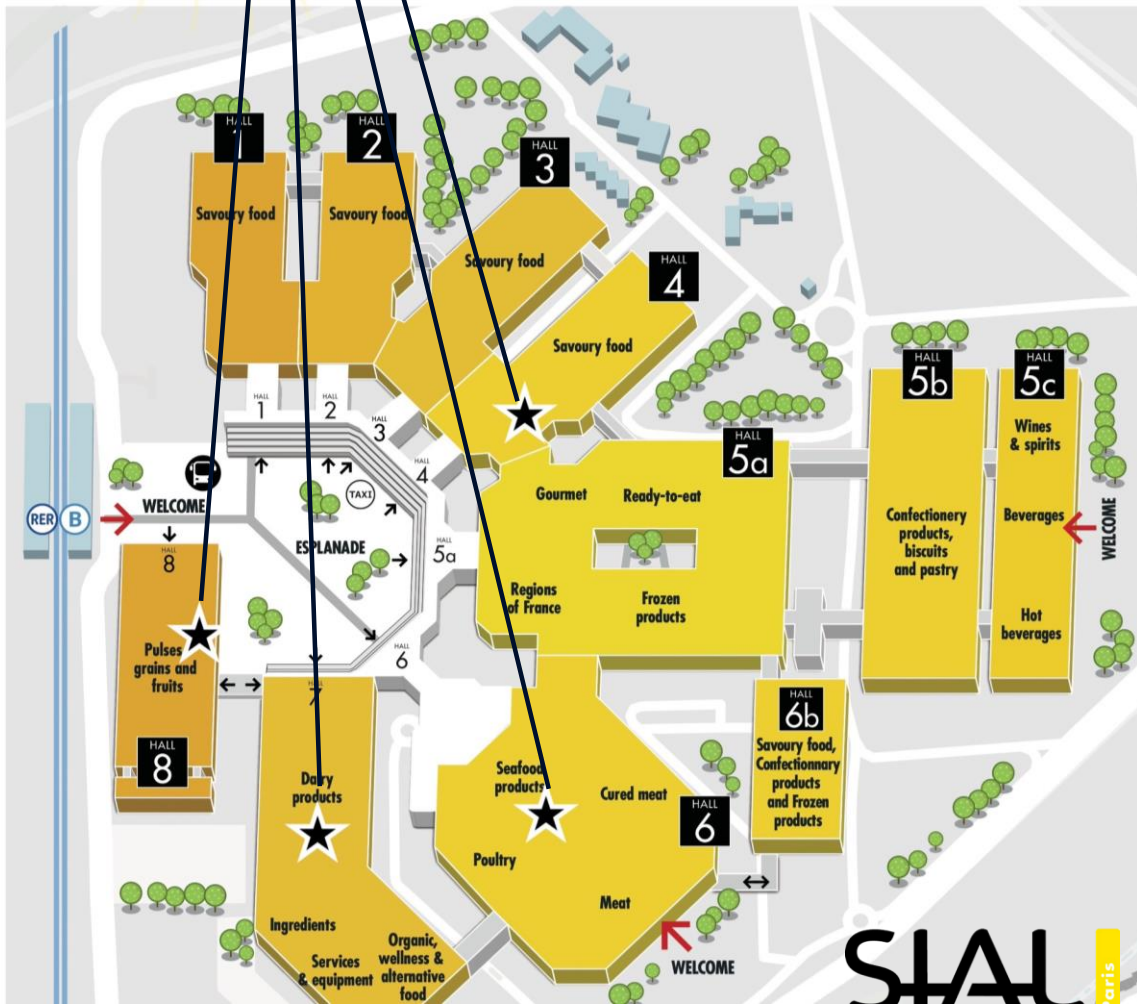 HALL
1
HALL
2
HALL
3
HALL
4
Savoury food
Savoury food
Savoury food
Savoury food
HALL
5b
HALL
5c
Wines
& spirits
Beverages
Hot
beverages
WELCOME
Confectionery
products,
biscuits
and pastry
HALL
5a
Gourmet
Ready-to-eat
Regions
of France
Frozen
products
HALL
1
HALL
2
HALL
3
HALL
4
HALL
5a
HALL
6
TAXI
ESPLANADE
WELCOME
RER
B
HALL
8
Pulses
grains and
fruits
HALL
8
HALL
7
Dairy
products
Ingredients
Services
& equipment
Organic,
wellness &
alternative
food
Seafood
products
Cured meat
Poultry
Meat
HALL
6
WELCOME
HALL
6b
Savoury food,
Confectionnary
products
and Frozen
products
SIAL
Paris